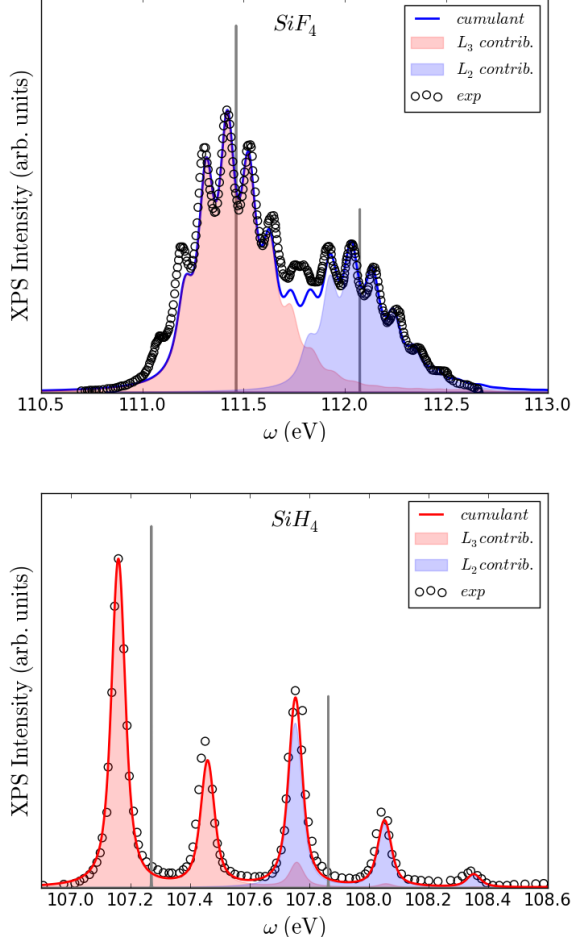 SiF4
cumulant
L3 contrib.
L2 contrib.
exp
XPS Intensity (arb. units)
110.5 111.0 111.5 112.0 112.5 113.0
ω (eV)
SiH4
cumulant
L3 contrib.
L2 contrib.
exp
XPS Intensity (arb. units)
107.0 107.2 107.4 107.6 107.8 108.0 108.2 108.4 108.6
ω (eV)